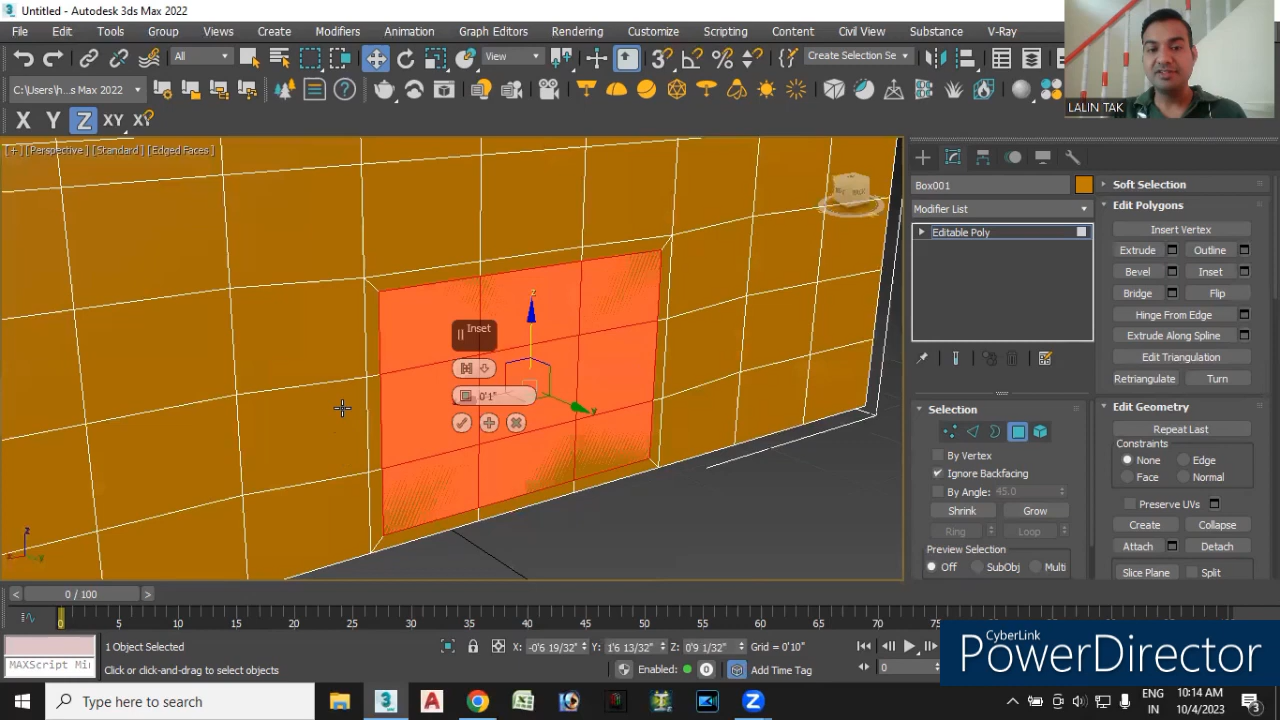 Untitled - Autodesk 3ds Max 2022
File Edit Tools Group Views Create Modifiers Animation Graph Editors Rendering Customize Scripting Content Civil View Substance V-Ray
All View Create Selection Se
C:\Users\h...s Max 2022
LALIN TAK
X Y Z XY XY
[+] [Perspective] [Standard] [Edged Faces]
Box001
Modifier List
Editable Poly
Soft Selection
Edit Polygons
Insert Vertex
Extrude Outline
Bevel Inset
Bridge Flip
Hinge From Edge
Extrude Along Spline
Edit Triangulation
Retriangulate Turn
Inset
0'1"
Selection
By Vertex
Ignore Backfacing
By Angle: 45.0
Shrink Grow
Ring Loop
Preview Selection
Off SubObj Multi
Edit Geometry
Repeat Last
Constraints
None Edge
Face Normal
Preserve UVs
Create Collapse
Attach Detach
Slice Plane Split
z
y
z
x y
0 / 100
0 5 10 15 20 25 30 35 40 45 50 55 60 65 70 75 80 85
1 Object Selected
X: -0'6 19/32" Y: 1'6 13/32" Z: 0'9 1/32" Grid = 0'10"
MAXScript Mi
Click or click-and-drag to select objects
Enabled: 0 Add Time Tag
0
CyberLink
PowerDirector
Type here to search
ENG
IN
10:14 AM
10/4/2023
3